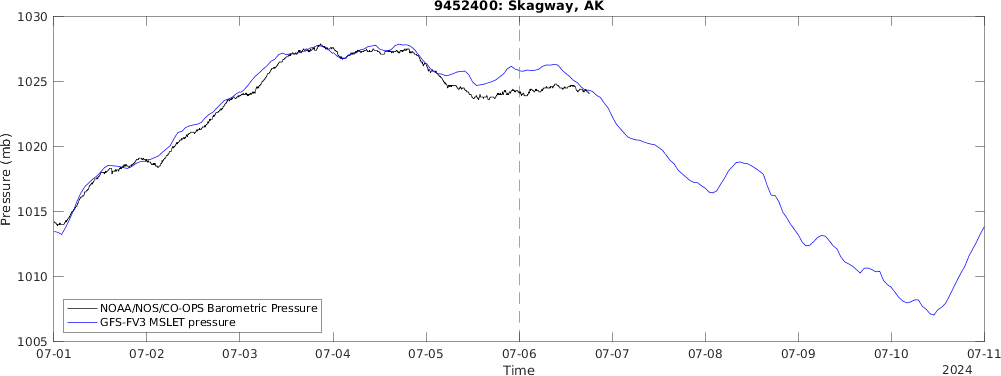 9452400: Skagway, AK
1030
1025
1020
1015
1010
1005
Pressure (mb)
NOAA/NOS/CO-OPS Barometric Pressure
GFS-FV3 MSLET pressure
07-01 07-02 07-03 07-04 07-05 07-06 07-07 07-08 07-09 07-10 07-11
Time
2024